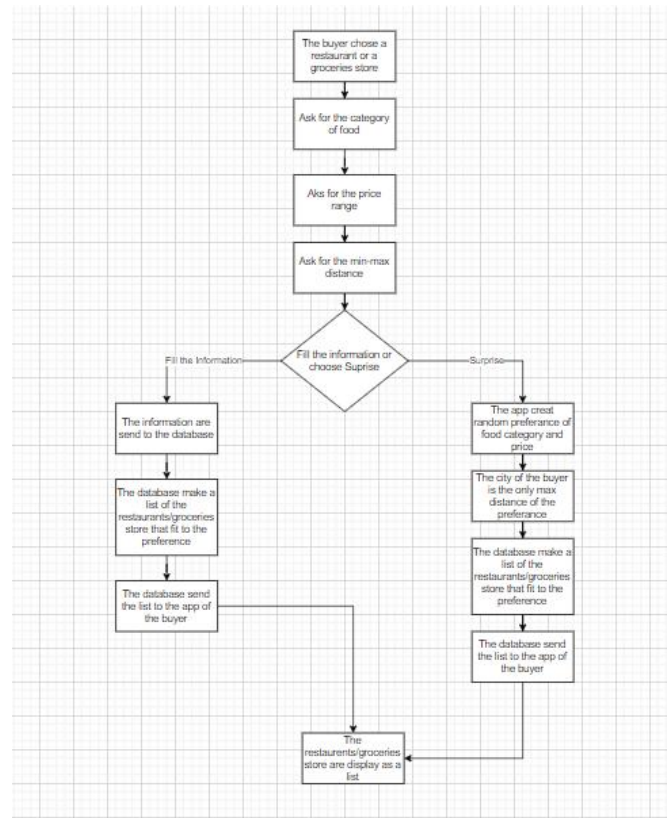 The buyer chose a
restaurant or a
groceries store
Ask for the category
of food
Aks for the price
range
Ask for the min-max
distance
Fill the information or
choose Suprise
Fill the Information
Surprise
The information are
send to the database
The database make a
list of the
restaurants/groceries
store that fit to the
preference
The database send
the list to the app of
the buyer
The app creat
random preferance of
food category and
price
The city of the buyer
is the only max
distance of the
preferance
The database make a
list of the
restaurants/groceries
store that fit to the
preference
The database send
the list to the app of
the buyer
The
restaurents/groceries
store are display as a
list